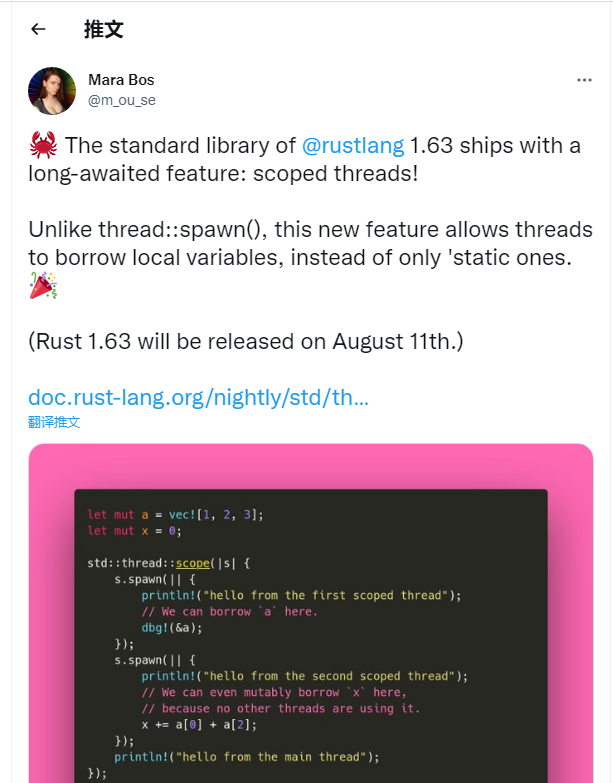 推文
Mara Bos
@m_ou_se
🦀 The standard library of @rustlang 1.63 ships with a
long-awaited feature: scoped threads!
Unlike thread::spawn(), this new feature allows threads
to borrow local variables, instead of only 'static ones.
🎉
(Rust 1.63 will be released on August 11th.)
doc.rust-lang.org/nightly/std/th...
翻译推文
let mut a = vec![1, 2, 3];
let mut x = 0;
std::thread::scope(|s| {
    s.spawn(|| {
        println!("hello from the first scoped thread");
        // We can borrow `a` here.
        dbg!(&a);
    });
    s.spawn(|| {
        println!("hello from the second scoped thread");
        // We can even mutably borrow `x` here,
        // because no other threads are using it.
        x += a[0] + a[2];
    });
    println!("hello from the main thread");
});